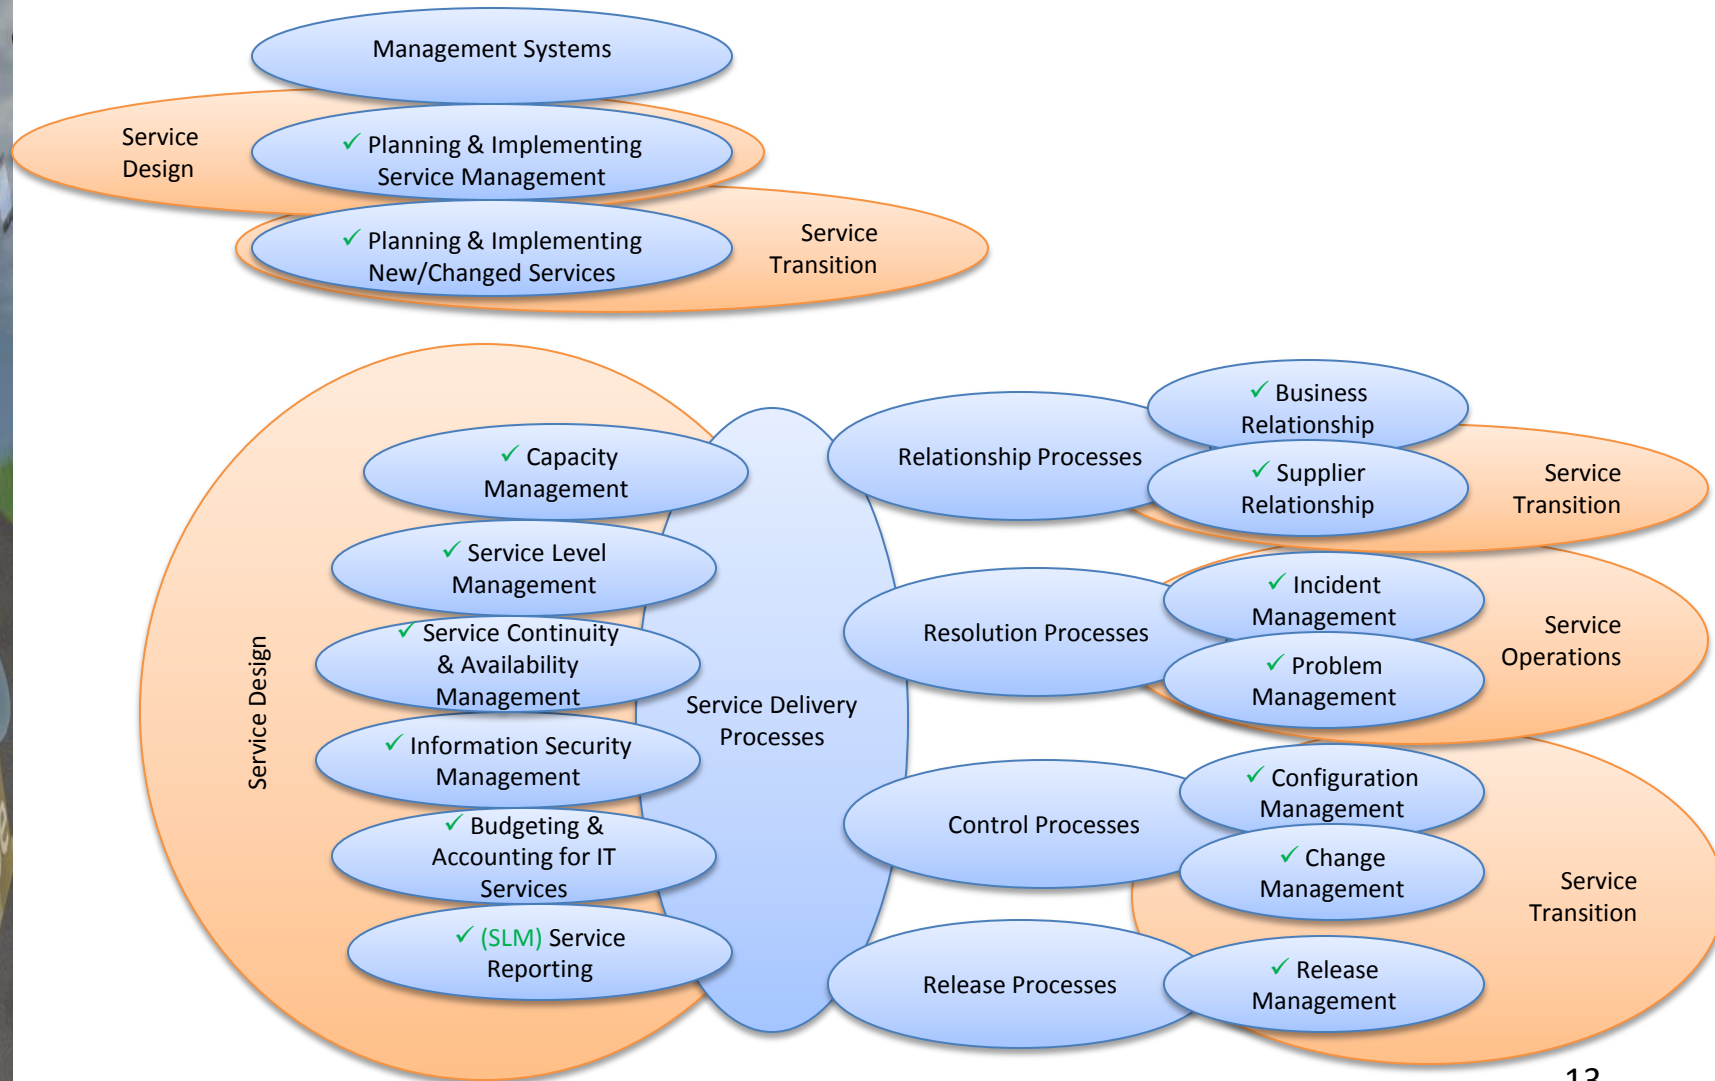 Management Systems
Service
Design
✓ Planning & Implementing
Service Management
✓ Planning & Implementing
New/Changed Services
Service
Transition
Service Design
✓ Capacity
Management
✓ Service Level
Management
✓ Service Continuity
& Availability
Management
✓ Information Security
Management
✓ Budgeting &
Accounting for IT
Services
✓ (SLM) Service
Reporting
Service Delivery
Processes
Relationship Processes
✓ Business
Relationship
✓ Supplier
Relationship
Service
Transition
Resolution Processes
✓ Incident
Management
✓ Problem
Management
Service
Operations
Control Processes
✓ Configuration
Management
✓ Change
Management
Service
Transition
Release Processes
✓ Release
Management
13